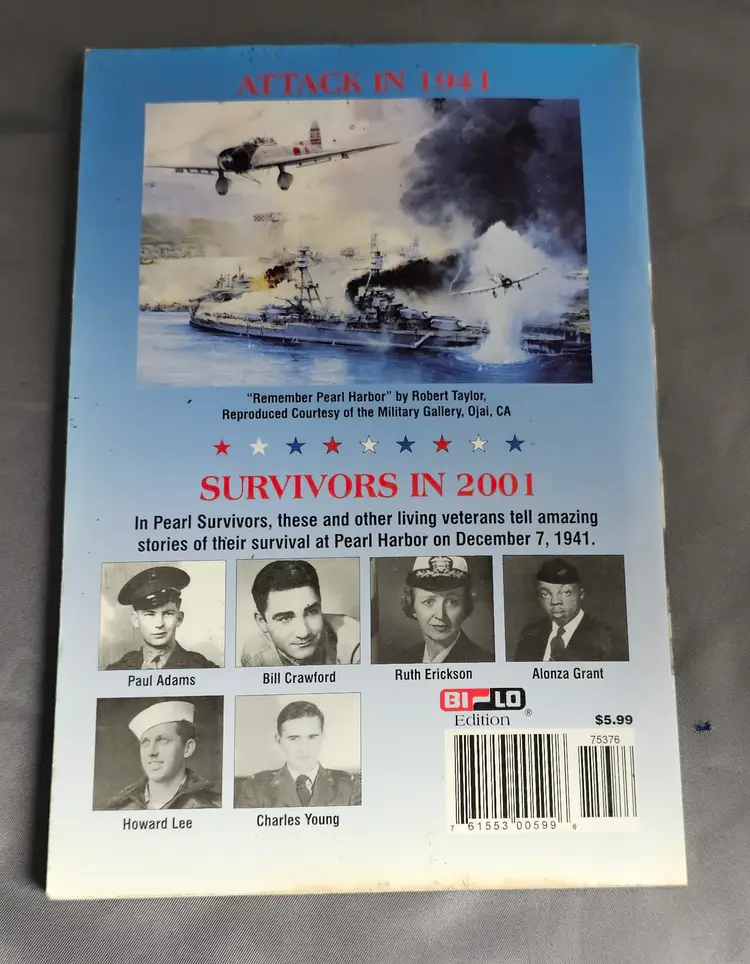 ATTACK IN 1941
"Remember Pearl Harbor" by Robert Taylor,
Reproduced Courtesy of the Military Gallery, Ojai, CA
SURVIVORS IN 2001
In Pearl Survivors, these and other living veterans tell amazing
stories of their survival at Pearl Harbor on December 7, 1941.
Paul Adams
Bill Crawford
Ruth Erickson
Alonza Grant
Howard Lee
Charles Young
BI-LO
Edition ®
$5.99
75376
7 61553 00599 6